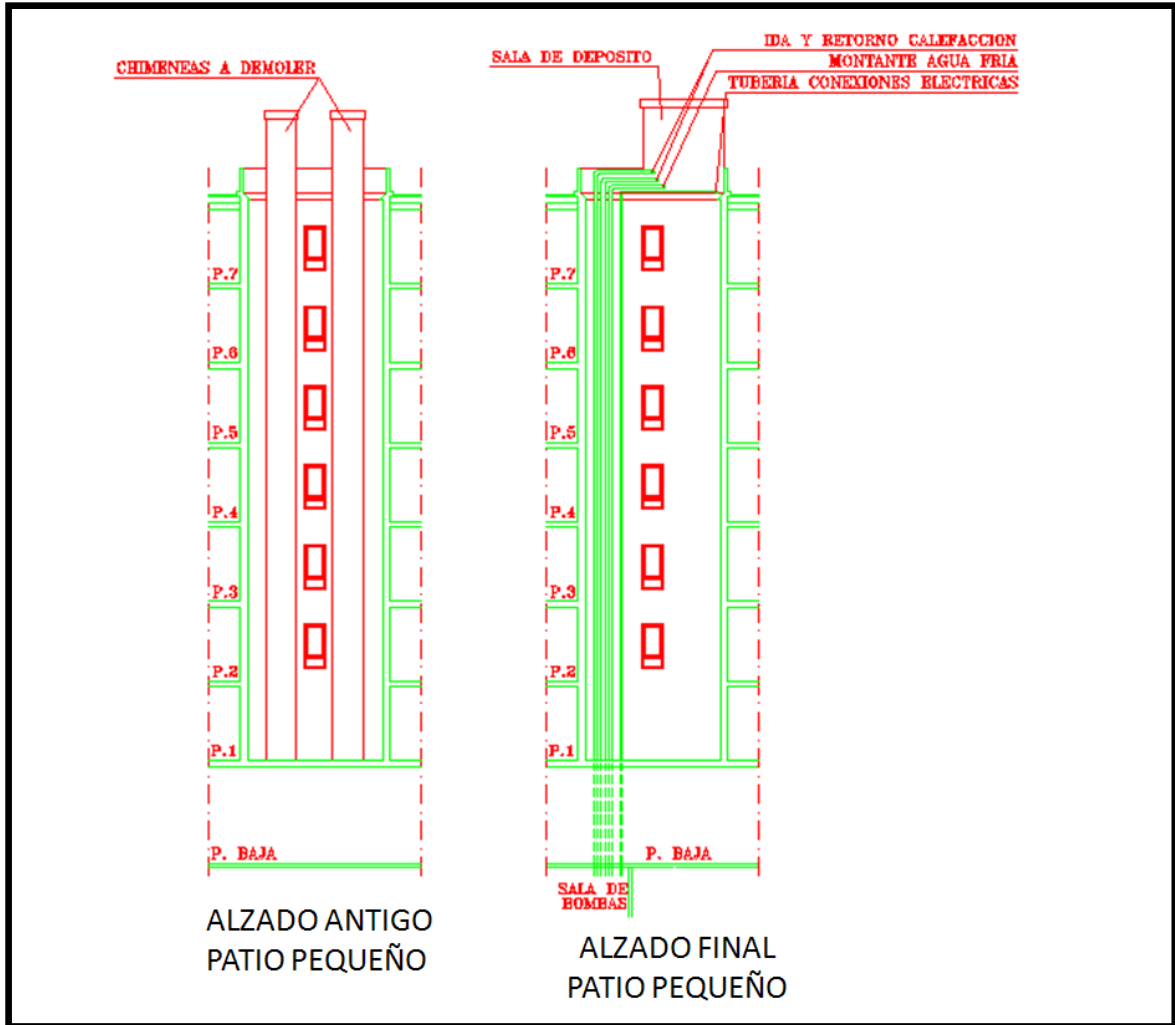 CHIMENEAS A DEMOLER
P.7
P.6
P.5
P.4
P.3
P.2
P.1
P. BAJA
ALZADO ANTIGO
PATIO PEQUEÑO
IDA Y RETORNO CALEFACCION
MONTANTE AGUA FRIA
TUBERIA CONEXIONES ELECTRICAS
SALA DE DEPOSITO
P.7
P.6
P.5
P.4
P.3
P.2
P.1
P. BAJA
SALA DE
BOMBAS
ALZADO FINAL
PATIO PEQUEÑO